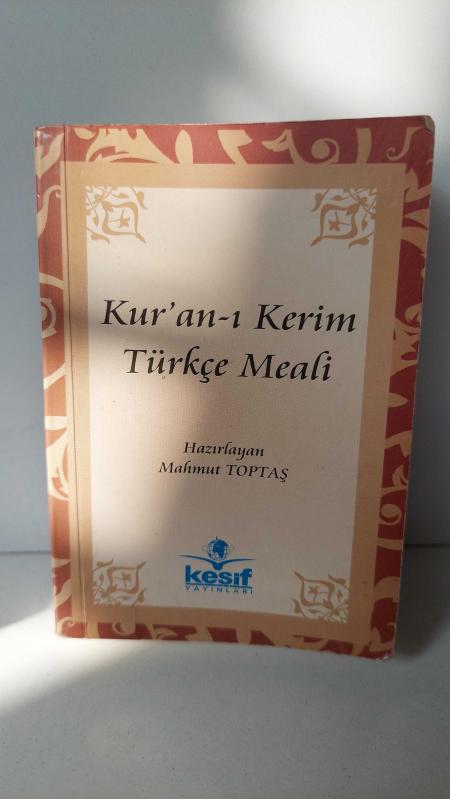 Kur'an-ı Kerim
Türkçe Meali
Hazırlayan
Mahmut TOPTAŞ
keşif
YAYINLARI